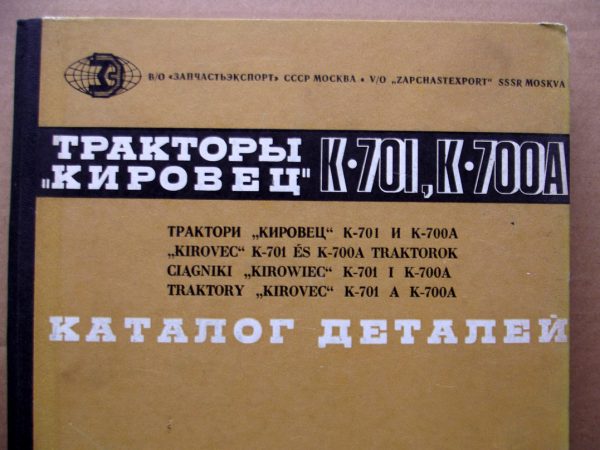 В/О «ЗАПЧАСТЬЭКСПОРТ» СССР МОСКВА • V/O „ZAPCHASTEXPORT" SSSR MOSKVA
ТРАКТОРЫ
„КИРОВЕЦ" К•701, К•700А
ТРАКТОРИ „КИРОВЕЦ“ К-701 И К-700А
„KIROVEC“ K-701 ÉS K-700A TRAKTOROK
CIĄGNIKI „KIROWIEC“ K-701 I K-700A
TRAKTORY „KIROVEC“ K-701 A K-700A
КАТАЛОГ ДЕТАЛЕЙ